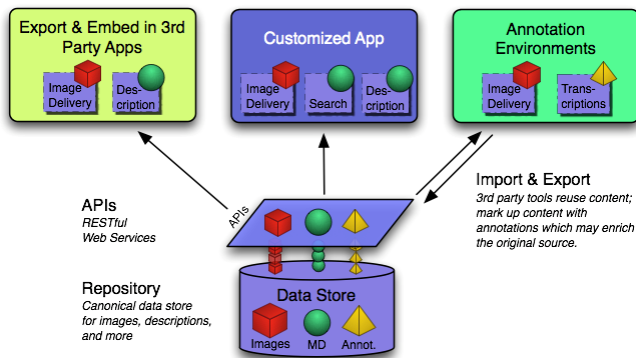 Export & Embed in 3rd
Party Apps
Image
Delivery
Des-
cription
Customized App
Image
Delivery
Search
Des-
cription
Annotation
Environments
Image
Delivery
Trans-
criptions
APIs
RESTful
Web Services
APIs
Import & Export
3rd party tools reuse content;
mark up content with
annotations which may enrich
the original source.
Repository
Canonical data store
for images, descriptions,
and more
Data Store
Images
MD
Annot.